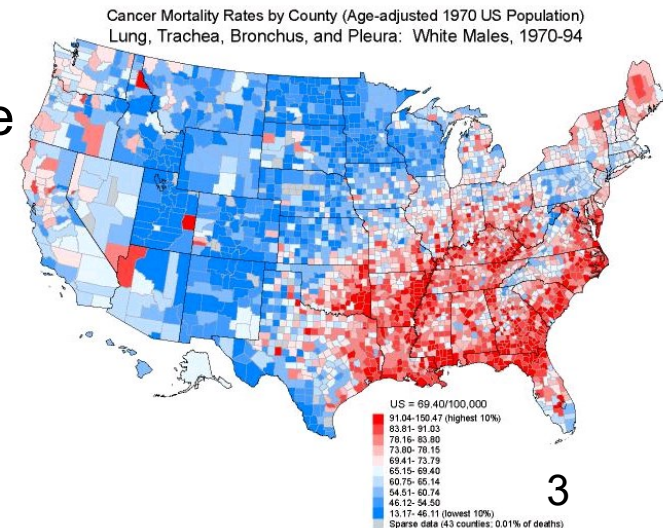 Cancer Mortality Rates by County (Age-adjusted 1970 US Population)
Lung, Trachea, Bronchus, and Pleura: White Males, 1970-94
e
US = 69.40/100,000
91.04-150.47 (highest 10%)
83.81- 91.03
78.16- 83.80
73.80- 78.15
69.41- 73.79
65.15- 69.40
60.75- 65.14
54.51- 60.74
46.12- 54.50
13.17- 46.11 (lowest 10%)
Sparse data (43 counties; 0.01% of deaths)
3